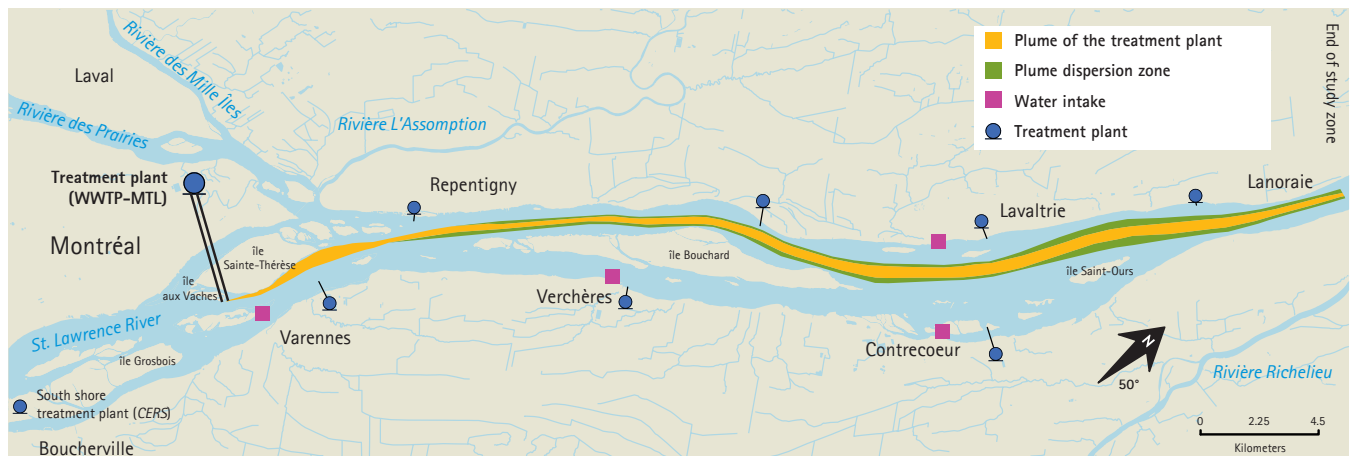 Laval
Rivière des Mille Îles
Rivière des Prairies
Rivière L'Assomption
Treatment plant
(WWTP-MTL)
Montréal
Repentigny
île
Sainte-Thérèse
île
aux Vaches
St. Lawrence River
île Grosbois
South shore
treatment plant (CERS)
Boucherville
Varennes
Verchères
île Bouchard
Lavaltrie
Contrecoeur
île Saint-Ours
Lanoraie
Rivière Richelieu
Plume of the treatment plant
Plume dispersion zone
Water intake
Treatment plant
End of study zone
N
50°
0 2.25 4.5
Kilometers